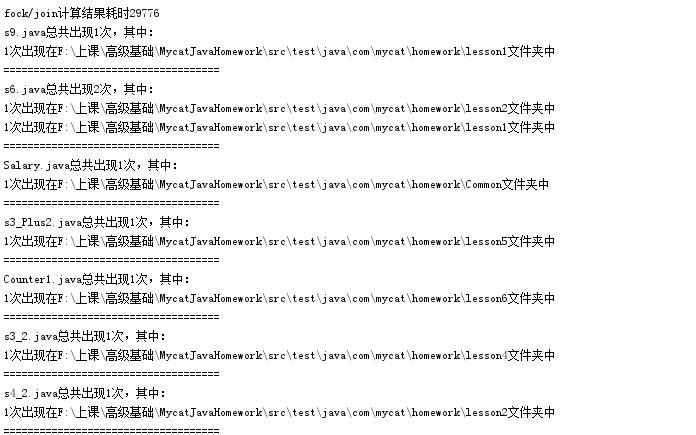 fock/join计算结果耗时29776
s9.java总共出现1次，其中：
1次出现在F:\上课\高级基础\MycatJavaHomework\src\test\java\com\mycat\homework\lesson1文件夹中
====================================
s6.java总共出现2次，其中：
1次出现在F:\上课\高级基础\MycatJavaHomework\src\test\java\com\mycat\homework\lesson2文件夹中
1次出现在F:\上课\高级基础\MycatJavaHomework\src\test\java\com\mycat\homework\lesson1文件夹中
====================================
Salary.java总共出现1次，其中：
1次出现在F:\上课\高级基础\MycatJavaHomework\src\test\java\com\mycat\homework\Common文件夹中
====================================
s3_Plus2.java总共出现1次，其中：
1次出现在F:\上课\高级基础\MycatJavaHomework\src\test\java\com\mycat\homework\lesson5文件夹中
====================================
Counter1.java总共出现1次，其中：
1次出现在F:\上课\高级基础\MycatJavaHomework\src\test\java\com\mycat\homework\lesson6文件夹中
====================================
s3_2.java总共出现1次，其中：
1次出现在F:\上课\高级基础\MycatJavaHomework\src\test\java\com\mycat\homework\lesson4文件夹中
====================================
s4_2.java总共出现1次，其中：
1次出现在F:\上课\高级基础\MycatJavaHomework\src\test\java\com\mycat\homework\lesson2文件夹中
====================================